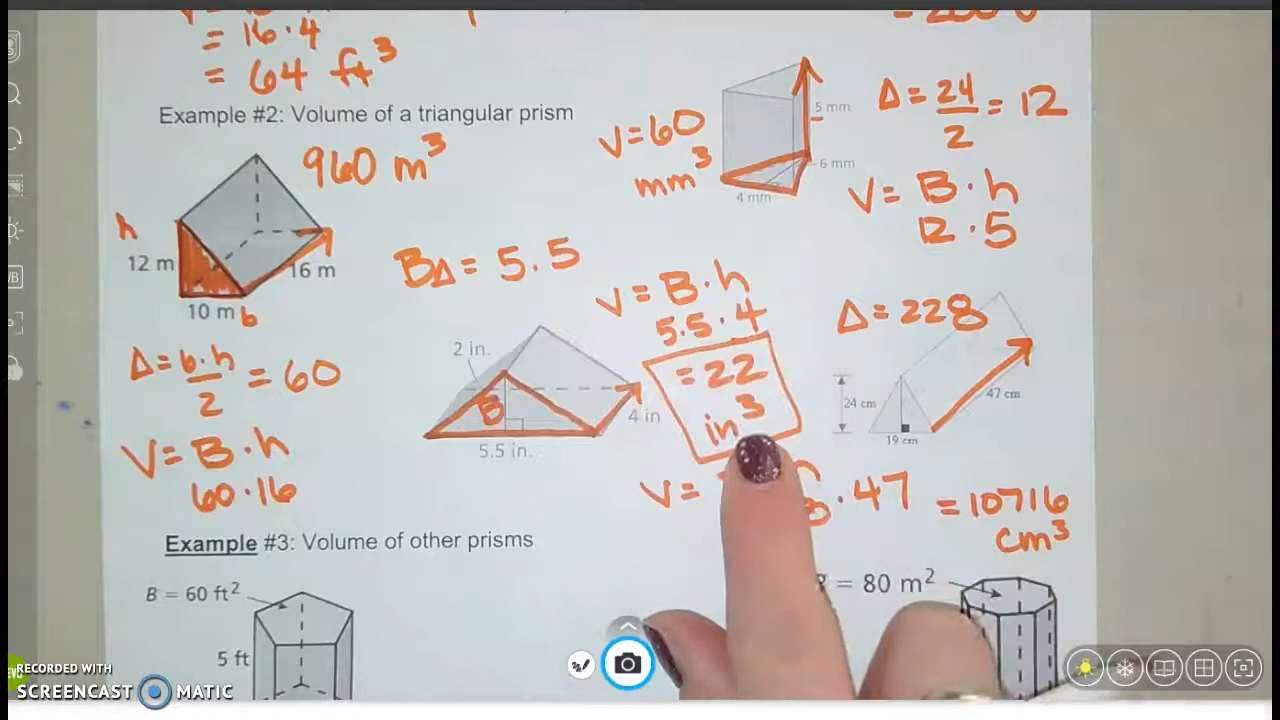 = 16 · 4
= 64 ft³
Example #2: Volume of a triangular prism
960 m³
h
12 m
16 m
10 m b
Δ = b·h/2 = 60
V = B · h
60 · 16
V = 60 mm³
5 mm
6 mm
4 mm
Δ = 24/2 = 12
V = B · h
12 · 5
BΔ = 5.5
2 in.
B
4 in
5.5 in.
V = B · h
5.5 · 4
= 22
in³
Δ = 228
24 cm
47 cm
19 cm
V =
· 47
= 10716
cm³
Example #3: Volume of other prisms
B = 60 ft²
5 ft
= 80 m²
RECORDED WITH
SCREENCAST MATIC